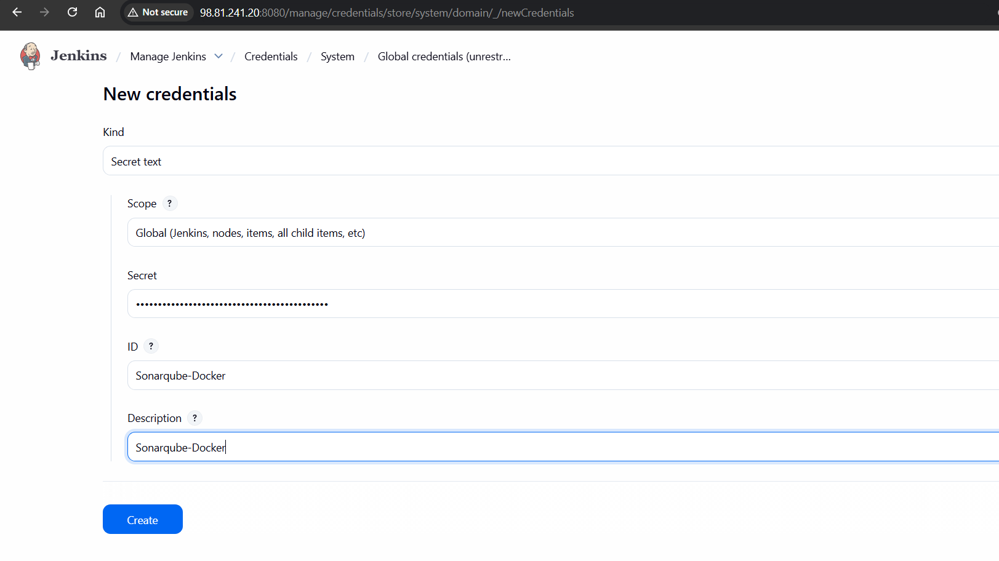 Not secure 98.81.241.20:8080/manage/credentials/store/system/domain/_/newCredentials
Jenkins / Manage Jenkins / Credentials / System / Global credentials (unrestr...
New credentials
Kind
Secret text
Scope ?
Global (Jenkins, nodes, items, all child items, etc)
Secret
••••••••••••••••••••••••••••••••••••••••••••
ID ?
Sonarqube-Docker
Description ?
Sonarqube-Docker
Create